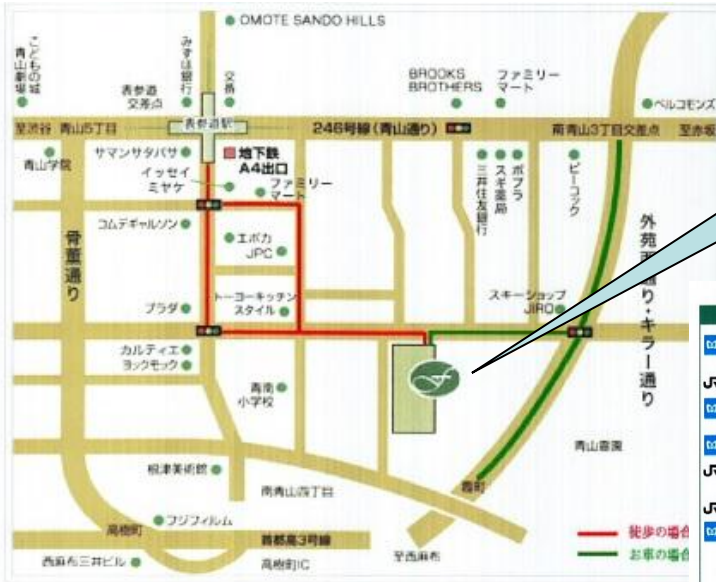 OMOTE SANDO HILLS
こどもの城
青山劇場
みずほ銀行
表参道
交差点
交番
BROOKS
BROTHERS
ファミリー
マート
ベルコモンズ
至渋谷
青山5丁目
表参道駅
246号線(青山通り)
南青山3丁目交差点
至赤坂
青山学院
サマンサタバサ
地下鉄
A4出口
イッセイ
ミヤケ
ファミリー
マート
三井住友銀行
スギ薬局
ポプラ
ピーコック
コムデギャルソン
エポカ
JPC
骨董通り
外苑西通り・キラー通り
プラダ
トーヨーキッチン
スタイル
スキーショップ
JIRO
カルティエ
ヨックモック
青南
小学校
青山霊園
根津美術館
南青山四丁目
霞町
高樹町
フジフィルム
首都高3号線
至西麻布
西麻布三井ビル
高樹町IC
徒歩の場合
お車の場合